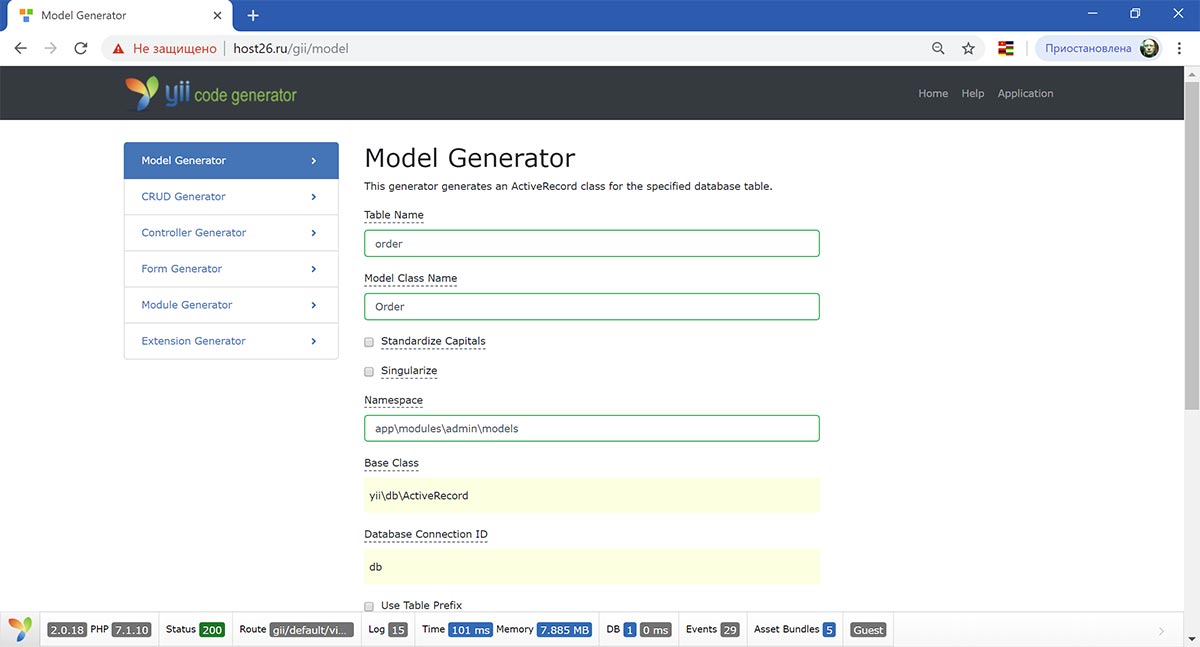 Model Generator
Не защищено | host26.ru/gii/model
Приостановлена
yii code generator
Home Help Application
Model Generator
CRUD Generator
Controller Generator
Form Generator
Module Generator
Extension Generator
Model Generator
This generator generates an ActiveRecord class for the specified database table.
Table Name
order
Model Class Name
Order
Standardize Capitals
Singularize
Namespace
app\modules\admin\models
Base Class
yii\db\ActiveRecord
Database Connection ID
db
Use Table Prefix
2.0.18 PHP 7.1.10 Status 200 Route gii/default/vi... Log 15 Time 101 ms Memory 7.885 MB DB 1 0 ms Events 29 Asset Bundles 5 Guest